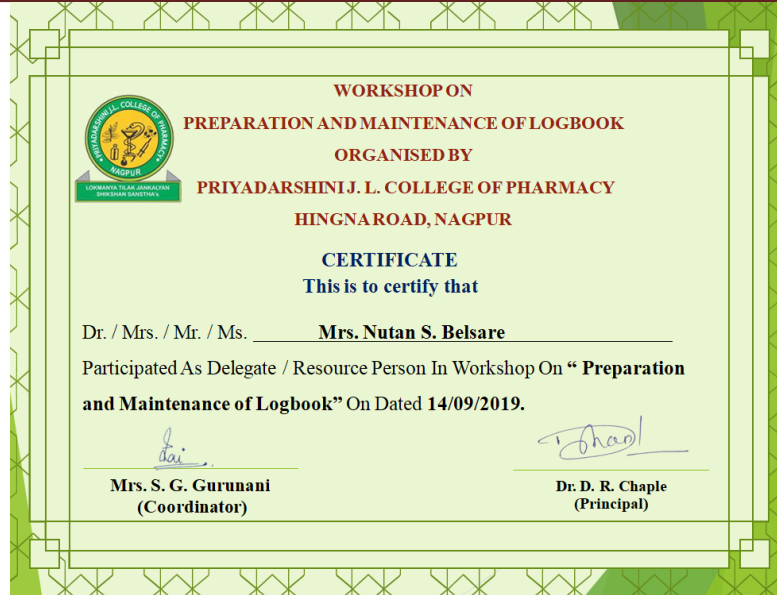 WORKSHOP ON
PREPARATION AND MAINTENANCE OF LOGBOOK
ORGANISED BY
PRIYADARSHINI J. L. COLLEGE OF PHARMACY
HINGNA ROAD, NAGPUR
PRIYADARSHINI J.L. COLLEGE OF PHARMACY
NAGPUR
LOKMANYA TILAK JANKALYAN
SHIKSHAN SANSTHA's
CERTIFICATE
This is to certify that
Dr. / Mrs. / Mr. / Ms. Mrs. Nutan S. Belsare
Participated As Delegate / Resource Person In Workshop On “ Preparation
and Maintenance of Logbook” On Dated 14/09/2019.
Mrs. S. G. Gurunani
(Coordinator)
Dr. D. R. Chaple
(Principal)